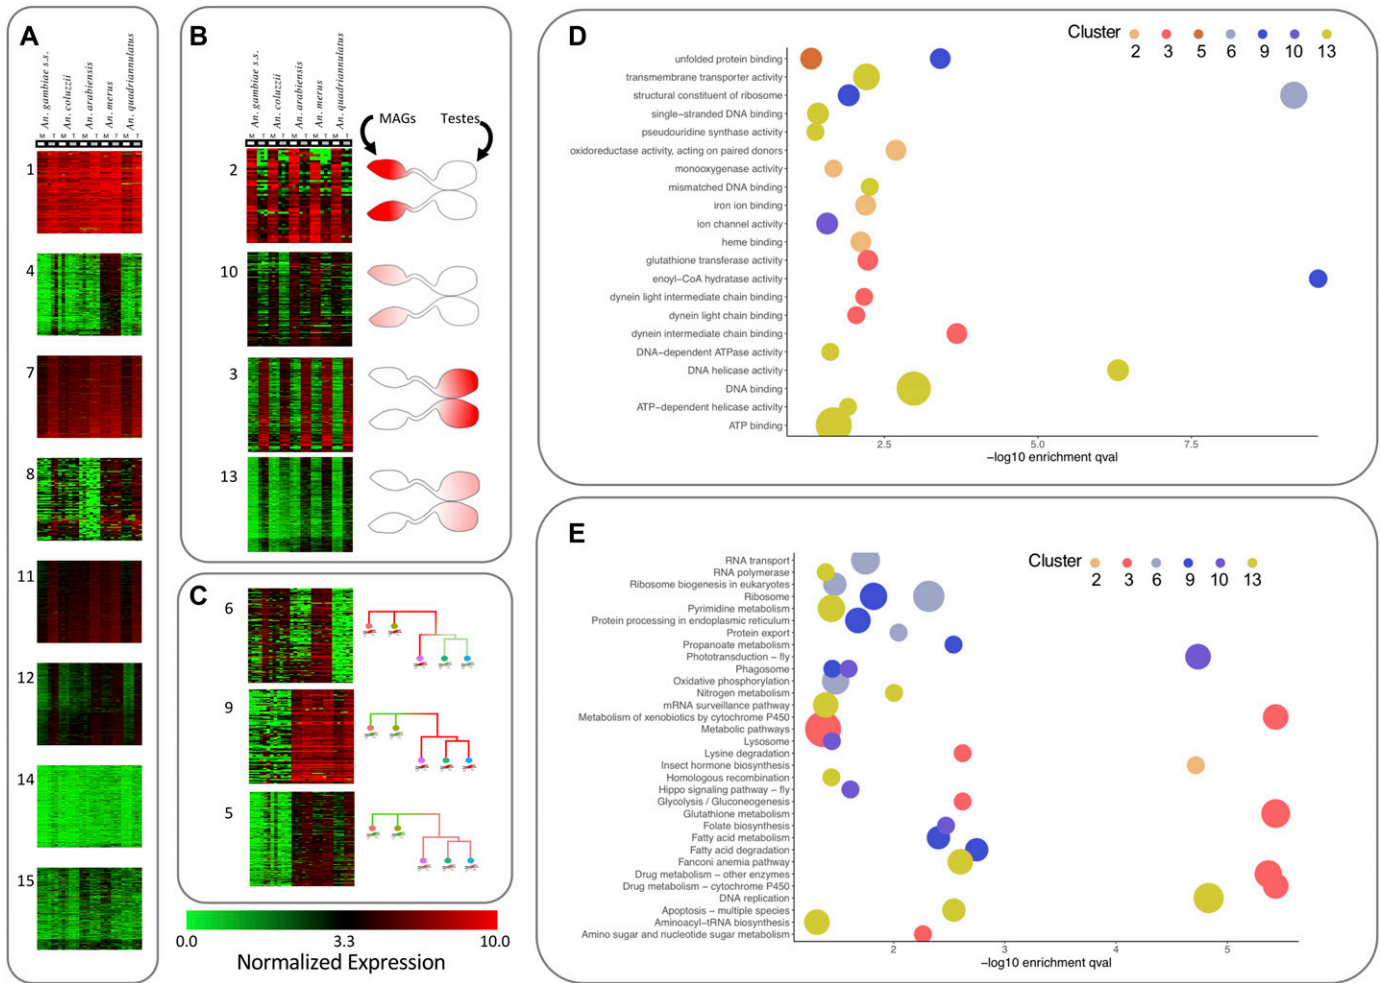 A
An. gambiae s.s.
An. coluzzii
An. arabiensis
An. merus
An. quadriannulatus
M T M T M T M T M T
1
4
7
8
11
12
14
15
B
An. gambiae s.s.
An. coluzzii
An. arabiensis
An. merus
An. quadriannulatus
M T M T M T M T M T
MAGs Testes
2
10
3
13
C
6
9
5
0.0 3.3 10.0
Normalized Expression
D
Cluster
2 3 5 6 9 10 13
unfolded protein binding
transmembrane transporter activity
structural constituent of ribosome
single-stranded DNA binding
pseudouridine synthase activity
oxidoreductase activity, acting on paired donors
monooxygenase activity
mismatched DNA binding
iron ion binding
ion channel activity
heme binding
glutathione transferase activity
enoyl-CoA hydratase activity
dynein light intermediate chain binding
dynein light chain binding
dynein intermediate chain binding
DNA-dependent ATPase activity
DNA helicase activity
DNA binding
ATP-dependent helicase activity
ATP binding
2.5 5.0 7.5
-log10 enrichment qval
E
Cluster
2 3 6 9 10 13
RNA transport
RNA polymerase
Ribosome biogenesis in eukaryotes
Ribosome
Pyrimidine metabolism
Protein processing in endoplasmic reticulum
Protein export
Propanoate metabolism
Phototransduction - fly
Phagosome
Oxidative phosphorylation
Nitrogen metabolism
mRNA surveillance pathway
Metabolism of xenobiotics by cytochrome P450
Metabolic pathways
Lysosome
Lysine degradation
Insect hormone biosynthesis
Homologous recombination
Hippo signaling pathway - fly
Glycolysis / Gluconeogenesis
Glutathione metabolism
Folate biosynthesis
Fatty acid metabolism
Fatty acid degradation
Fanconi anemia pathway
Drug metabolism - other enzymes
Drug metabolism - cytochrome P450
DNA replication
Apoptosis - multiple species
Aminoacyl-tRNA biosynthesis
Amino sugar and nucleotide sugar metabolism
2 3 4 5
-log10 enrichment qval